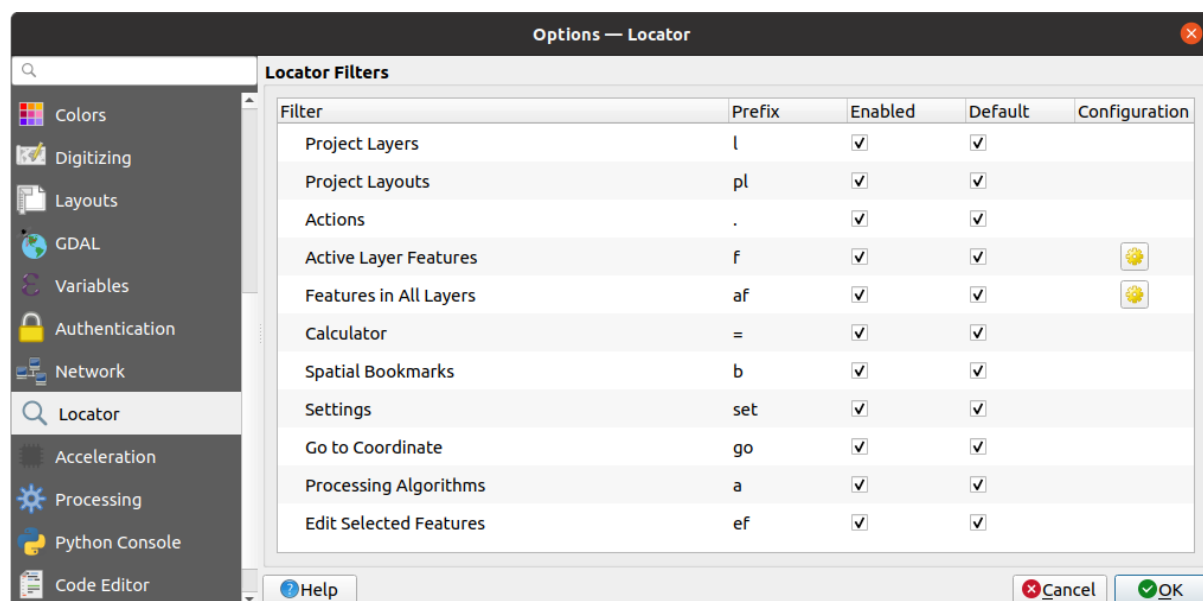 Options — Locator
Colors
Digitizing
Layouts
GDAL
Variables
Authentication
Network
Locator
Acceleration
Processing
Python Console
Code Editor
Locator Filters
Filter Prefix Enabled Default Configuration
Project Layers l
Project Layouts pl
Actions .
Active Layer Features f
Features in All Layers af
Calculator =
Spatial Bookmarks b
Settings set
Go to Coordinate go
Processing Algorithms a
Edit Selected Features ef
Help Cancel OK